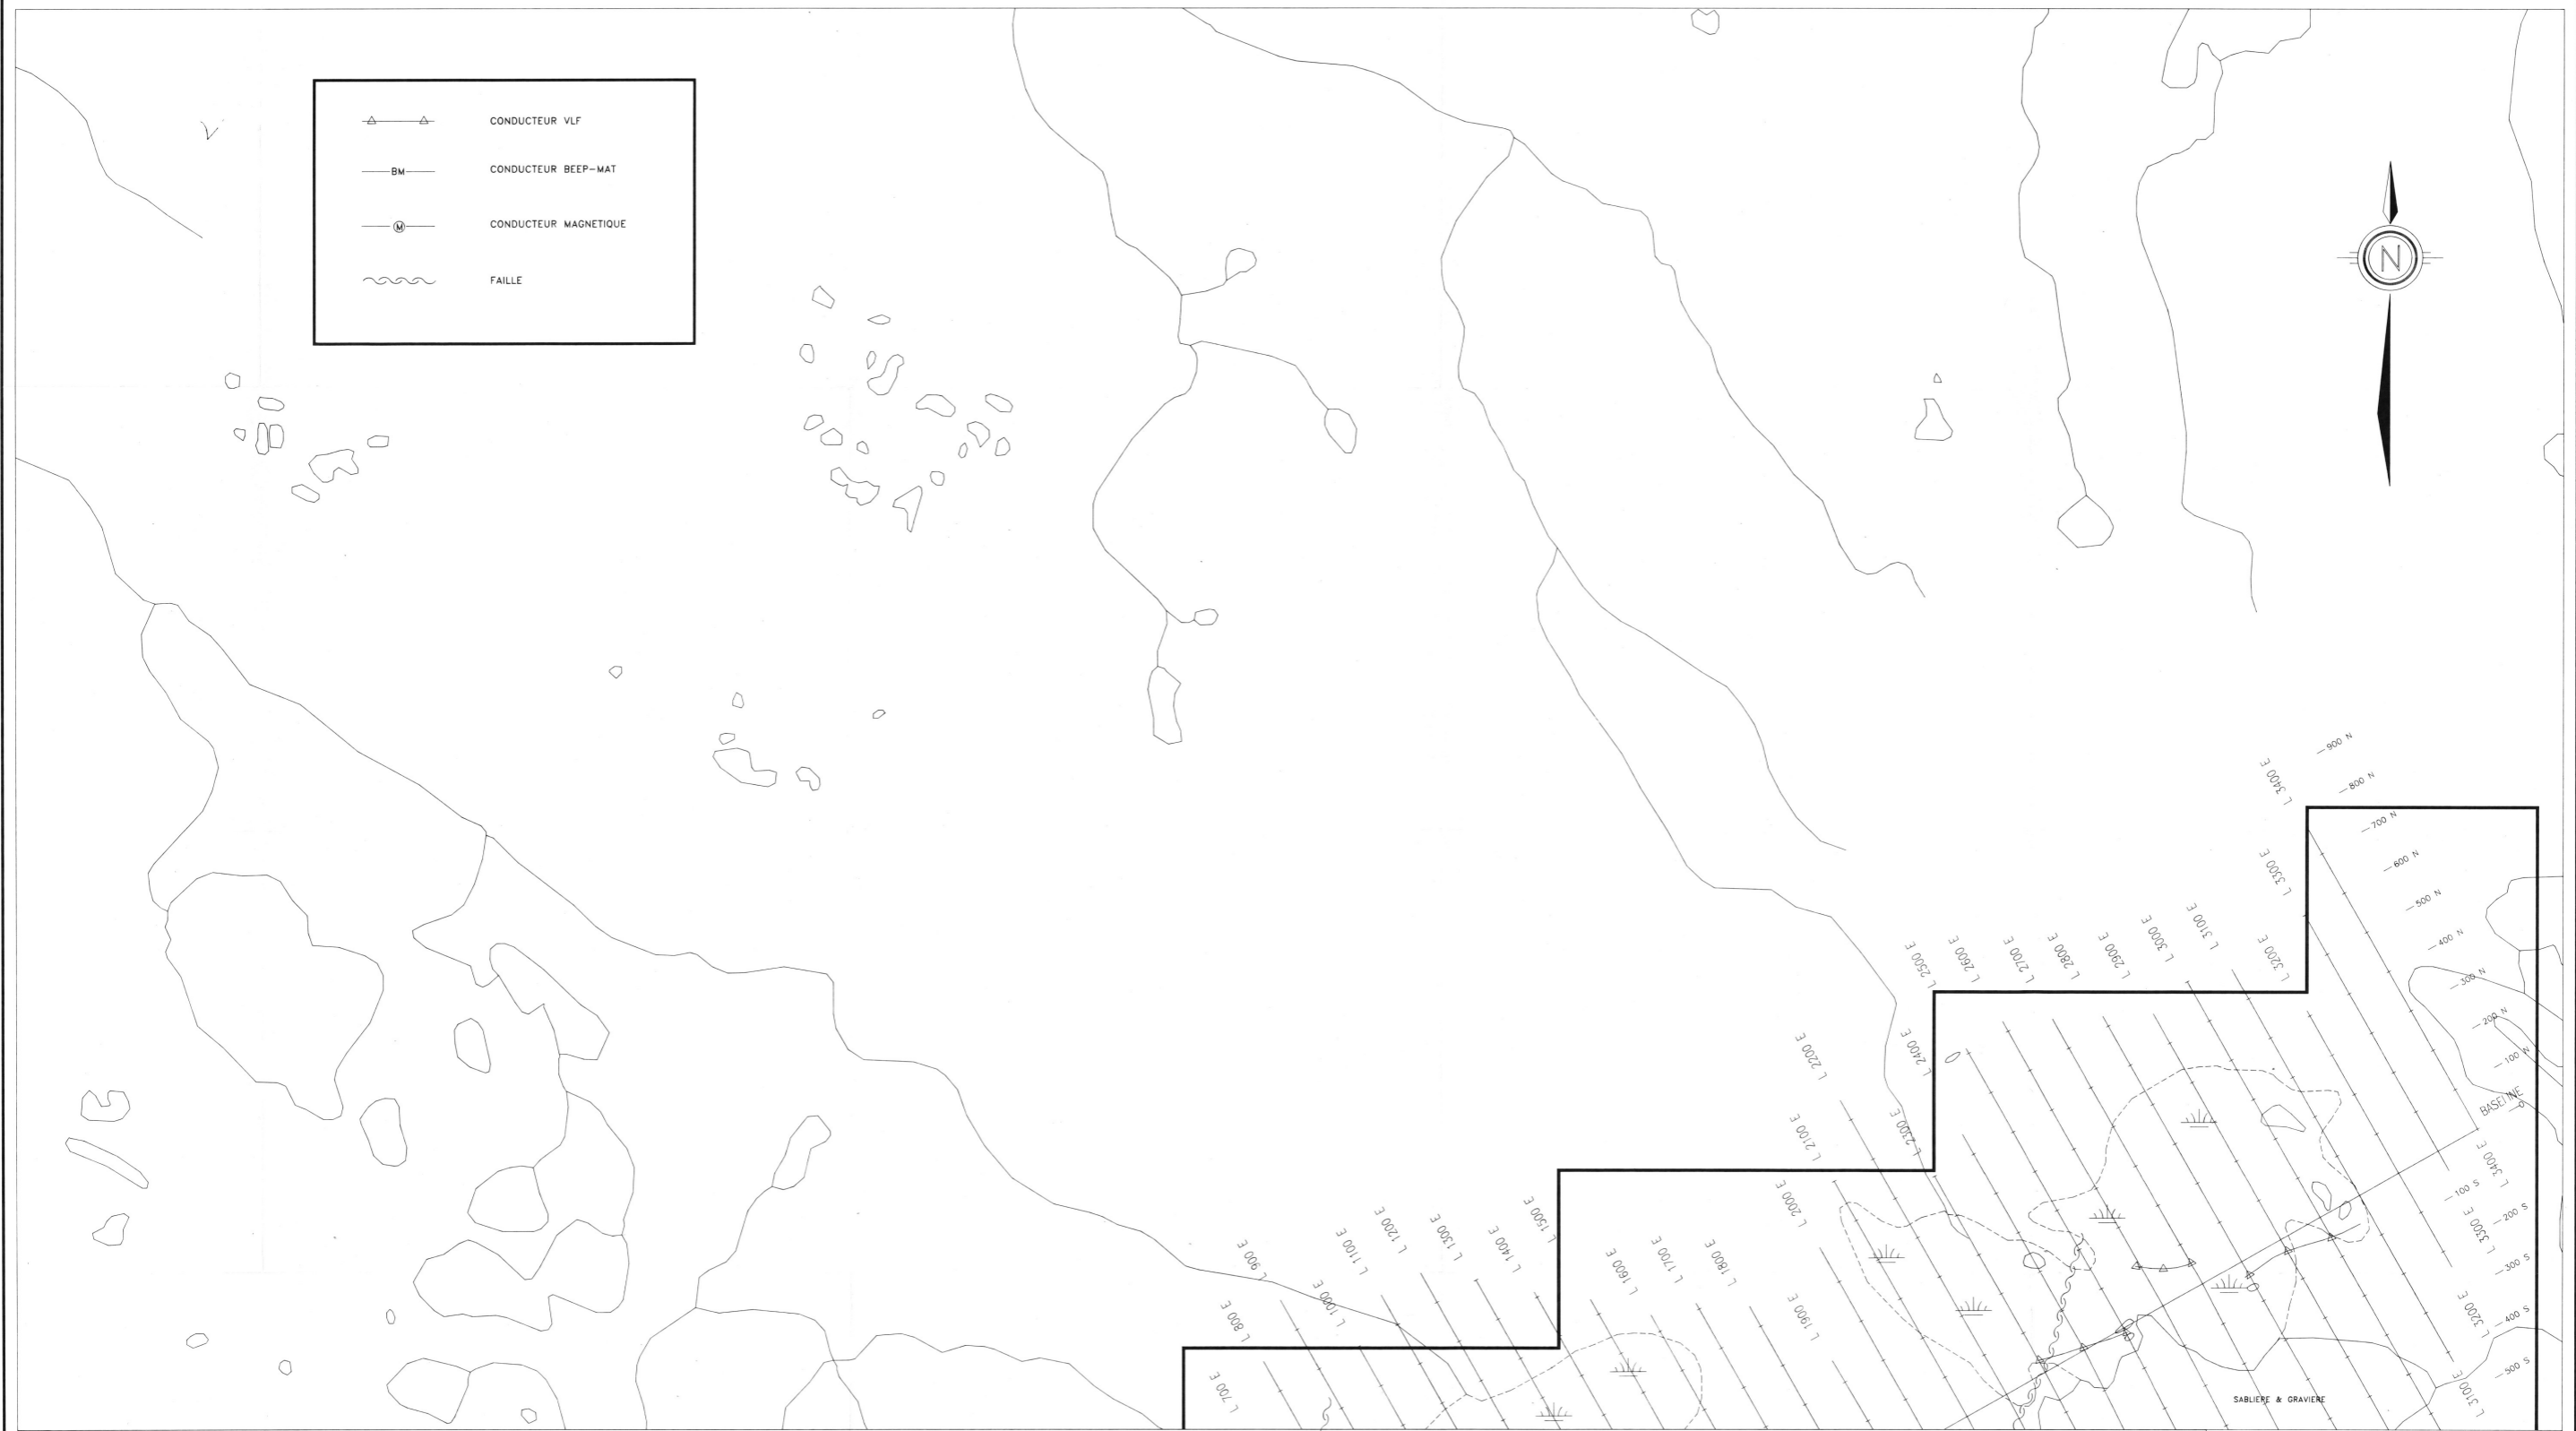 CONDUCTEUR VLF
BM CONDUCTEUR BEEP-MAT
M CONDUCTEUR MAGNETIQUE
FAILLE
N
900 N
800 N
700 N
600 N
500 N
400 N
300 N
200 N
100 N
BASELINE
0
100 S
200 S
300 S
400 S
500 S
L 700 E
L 800 E
L 900 E
L 1000 E
L 1100 E
L 1200 E
L 1300 E
L 1400 E
L 1500 E
L 1600 E
L 1700 E
L 1800 E
L 1900 E
L 2000 E
L 2100 E
L 2200 E
L 2300 E
L 2400 E
L 2500 E
L 2600 E
L 2700 E
L 2800 E
L 2900 E
L 3000 E
L 3100 E
L 3200 E
L 3300 E
L 3400 E
L 3400 E
L 3300 E
L 3200 E
L 3100 E
SABLIERE & GRAVIERE